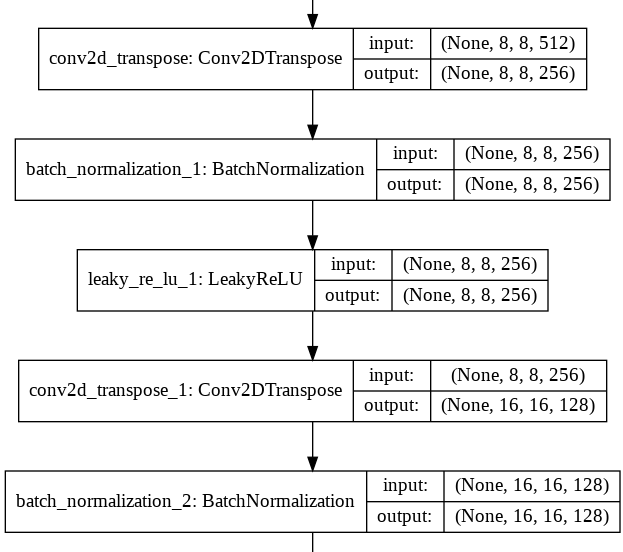 conv2d_transpose: Conv2DTranspose
input: (None, 8, 8, 512)
output: (None, 8, 8, 256)
batch_normalization_1: BatchNormalization
input: (None, 8, 8, 256)
output: (None, 8, 8, 256)
leaky_re_lu_1: LeakyReLU
input: (None, 8, 8, 256)
output: (None, 8, 8, 256)
conv2d_transpose_1: Conv2DTranspose
input: (None, 8, 8, 256)
output: (None, 16, 16, 128)
batch_normalization_2: BatchNormalization
input: (None, 16, 16, 128)
output: (None, 16, 16, 128)